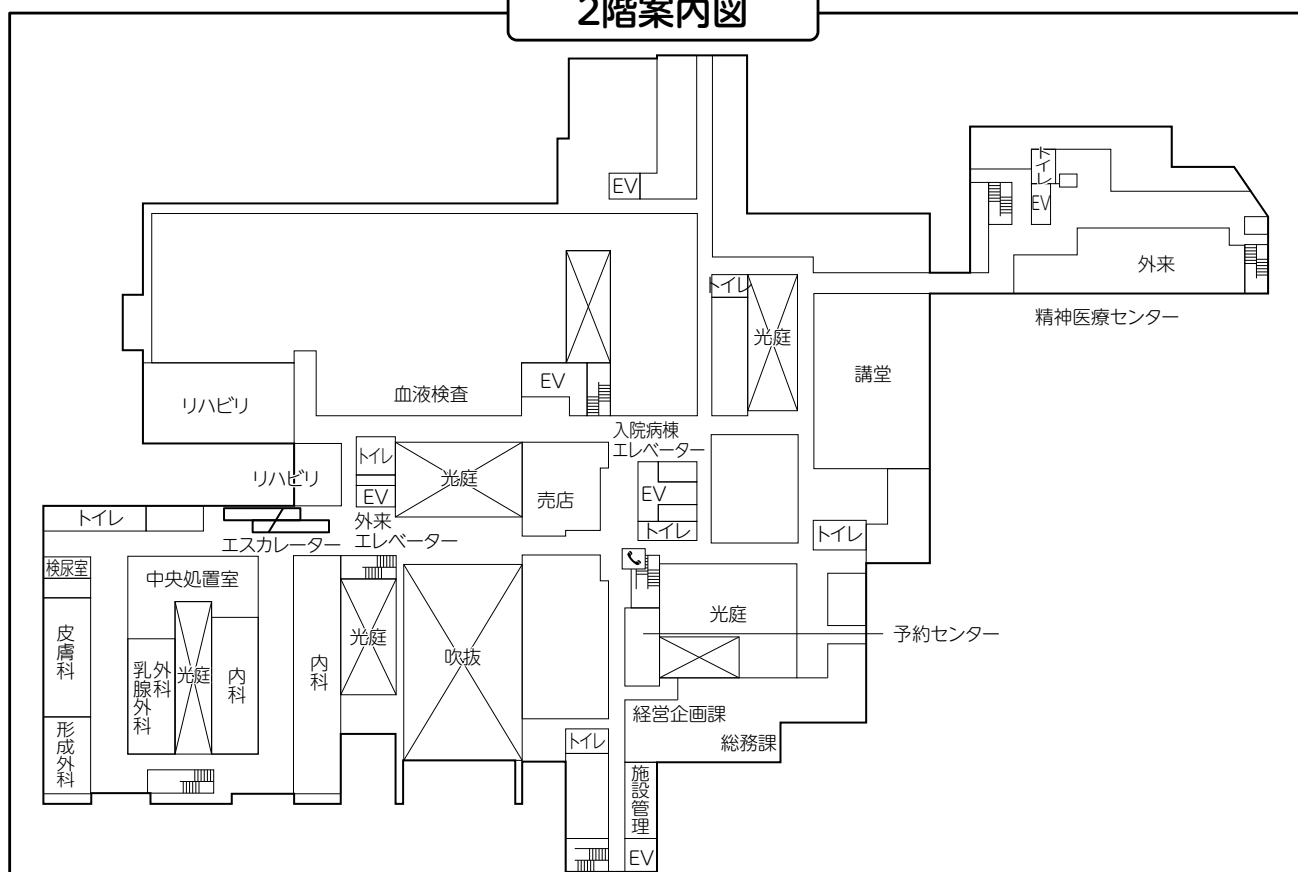 2階案内図
トイレ
EV
EV
外来
精神医療センター
トイレ
光庭
講堂
EV
血液検査
リハビリ
入院病棟
エレベーター
トイレ
光庭
売店
EV
リハビリ
EV
トイレ
外来
エレベーター
トイレ
エスカレーター
トイレ
検尿室
中央処置室
皮膚科
外科
乳腺外科
光庭
内科
内科
光庭
吹抜
光庭
予約センター
形成外科
経営企画課
総務課
トイレ
施設管理
EV